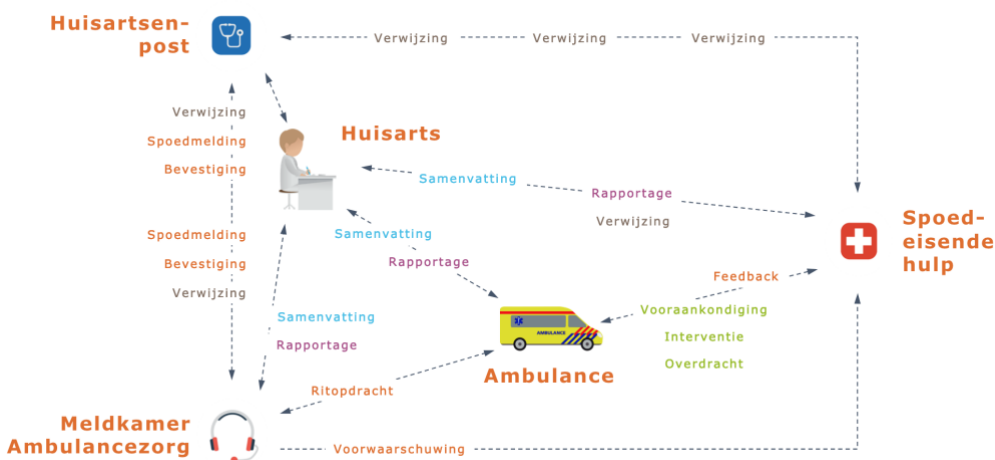 Huisartsen-
post
Verwijzing
Verwijzing
Verwijzing
Verwijzing
Spoedmelding
Bevestiging
Huisarts
Samenvatting
Rapportage
Verwijzing
Spoed-
eisende
hulp
Spoedmelding
Bevestiging
Verwijzing
Samenvatting
Rapportage
Feedback
Vooraankondiging
Interventie
Overdracht
Samenvatting
Rapportage
AMBULANCE
Ambulance
Ritopdracht
Meldkamer
Ambulancezorg
Voorwaarschuwing